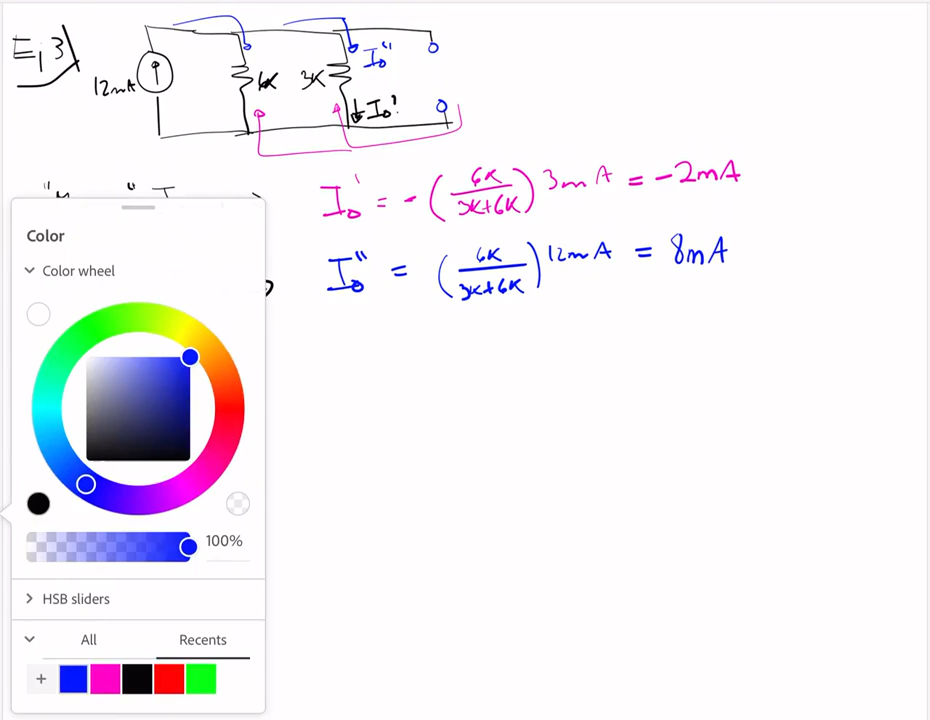 E, 3
12mA
6K
3K
Io"
Io'
Io' = - (6K / 3K+6K) 3mA = -2mA
Io" = (6K / 3K+6K) 12mA = 8mA
Color
Color wheel
100%
HSB sliders
All Recents
+